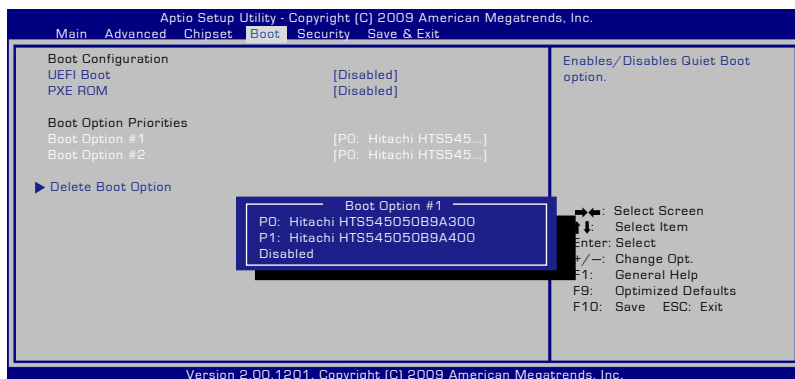 Aptio Setup Utility - Copyright (C) 2009 American Megatrends, Inc.
Main Advanced Chipset Boot Security Save & Exit
Boot Configuration
UEFI Boot [Disabled]
PXE ROM [Disabled]
Boot Option Priorities
Boot Option #1 [P0: Hitachi HTS545...]
Boot Option #2 [P0: Hitachi HTS545...]
Delete Boot Option
Boot Option #1
P0: Hitachi HTS545050B9A300
P1: Hitachi HTS545050B9A400
Disabled
Enables/Disables Quiet Boot
option.
→←: Select Screen
↑↓: Select Item
Enter: Select
+/—: Change Opt.
F1: General Help
F9: Optimized Defaults
F10: Save ESC: Exit
Version 2.00.1201. Copyright (C) 2009 American Megatrends, Inc.